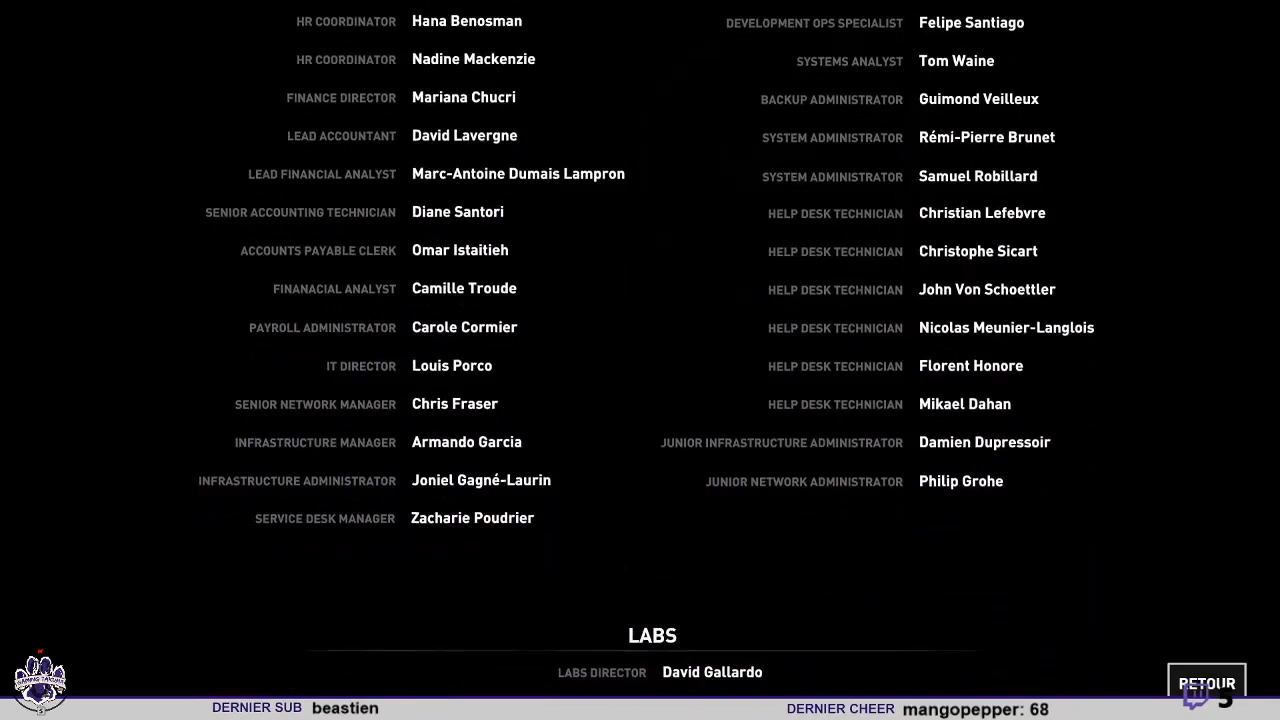 HR COORDINATOR Hana Benosman
HR COORDINATOR Nadine Mackenzie
FINANCE DIRECTOR Mariana Chucri
LEAD ACCOUNTANT David Lavergne
LEAD FINANCIAL ANALYST Marc-Antoine Dumais Lampron
SENIOR ACCOUNTING TECHNICIAN Diane Santori
ACCOUNTS PAYABLE CLERK Omar Istaitieh
FINANACIAL ANALYST Camille Troude
PAYROLL ADMINISTRATOR Carole Cormier
IT DIRECTOR Louis Porco
SENIOR NETWORK MANAGER Chris Fraser
INFRASTRUCTURE MANAGER Armando Garcia
INFRASTRUCTURE ADMINISTRATOR Joniel Gagné-Laurin
SERVICE DESK MANAGER Zacharie Poudrier
DEVELOPMENT OPS SPECIALIST Felipe Santiago
SYSTEMS ANALYST Tom Waine
BACKUP ADMINISTRATOR Guimond Veilleux
SYSTEM ADMINISTRATOR Rémi-Pierre Brunet
SYSTEM ADMINISTRATOR Samuel Robillard
HELP DESK TECHNICIAN Christian Lefebvre
HELP DESK TECHNICIAN Christophe Sicart
HELP DESK TECHNICIAN John Von Schoettler
HELP DESK TECHNICIAN Nicolas Meunier-Langlois
HELP DESK TECHNICIAN Florent Honore
HELP DESK TECHNICIAN Mikael Dahan
JUNIOR INFRASTRUCTURE ADMINISTRATOR Damien Dupressoir
JUNIOR NETWORK ADMINISTRATOR Philip Grohe
LABS
LABS DIRECTOR David Gallardo
RETOUR
5
DERNIER SUB beastien
DERNIER CHEER mangopepper: 68